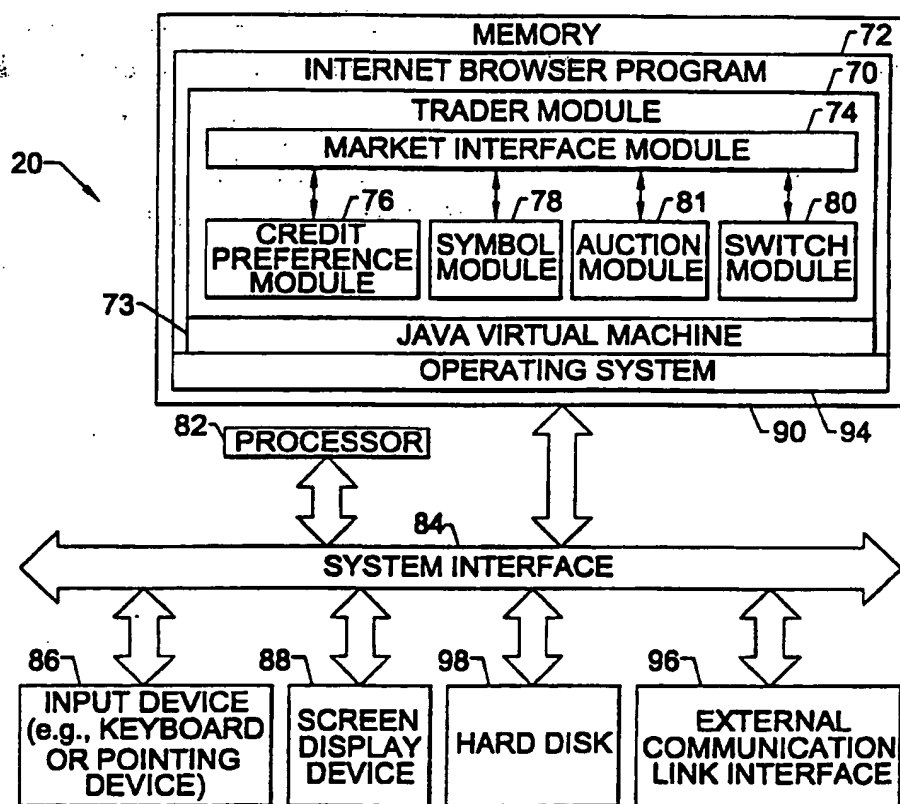 MEMORY
72
INTERNET BROWSER PROGRAM
70
TRADER MODULE
74
MARKET INTERFACE MODULE
20
76
78
81
80
CREDIT
PREFERENCE
MODULE
SYMBOL
MODULE
AUCTION
MODULE
SWITCH
MODULE
73
JAVA VIRTUAL MACHINE
OPERATING SYSTEM
82
PROCESSOR
90
94
84
SYSTEM INTERFACE
86
88
98
96
INPUT DEVICE
(e.g., KEYBOARD
OR POINTING
DEVICE)
SCREEN
DISPLAY
DEVICE
HARD DISK
EXTERNAL
COMMUNICATION
LINK INTERFACE